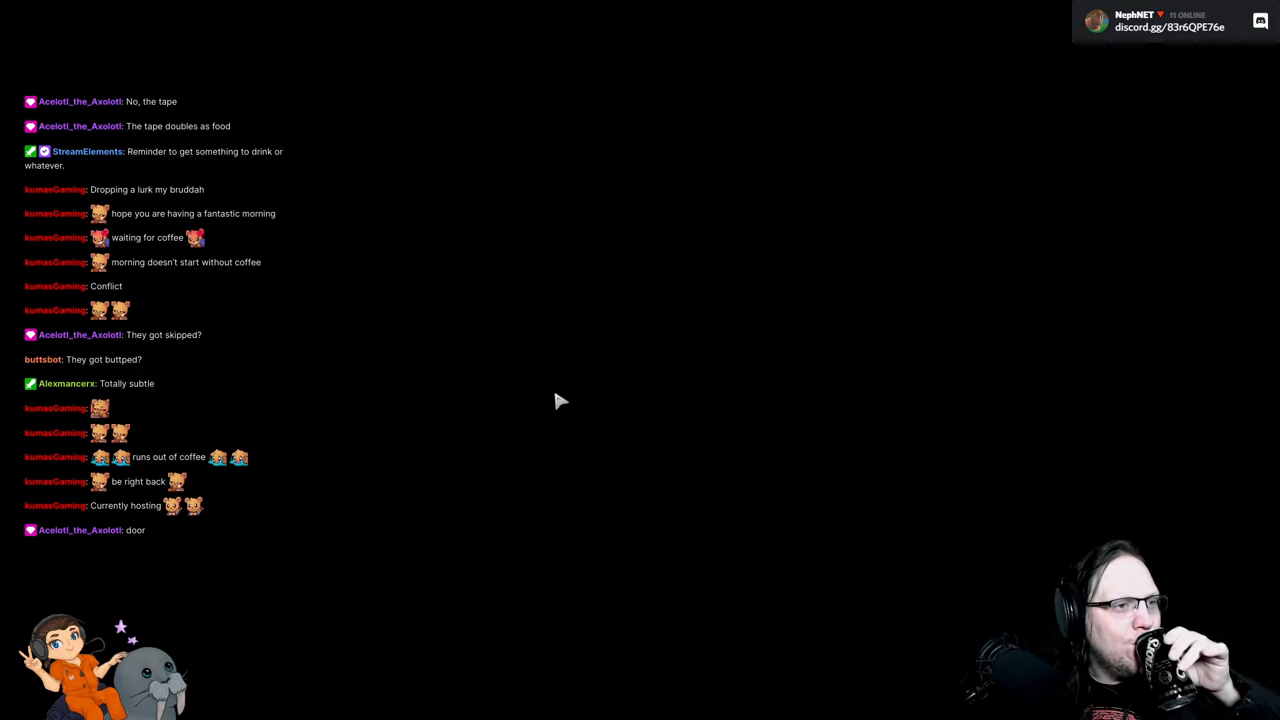 NephNET 11 ONLINE
discord.gg/83r6QPE76e
Acelotl_the_Axolotl: No, the tape
Acelotl_the_Axolotl: The tape doubles as food
StreamElements: Reminder to get something to drink or
whatever.
kumasGaming: Dropping a lurk my bruddah
kumasGaming: hope you are having a fantastic morning
kumasGaming: waiting for coffee
kumasGaming: morning doesn't start without coffee
kumasGaming: Conflict
kumasGaming:
Acelotl_the_Axolotl: They got skipped?
buttsbot: They got buttped?
Alexmancerx: Totally subtle
kumasGaming:
kumasGaming:
kumasGaming: runs out of coffee
kumasGaming: be right back
kumasGaming: Currently hosting
Acelotl_the_Axolotl: door